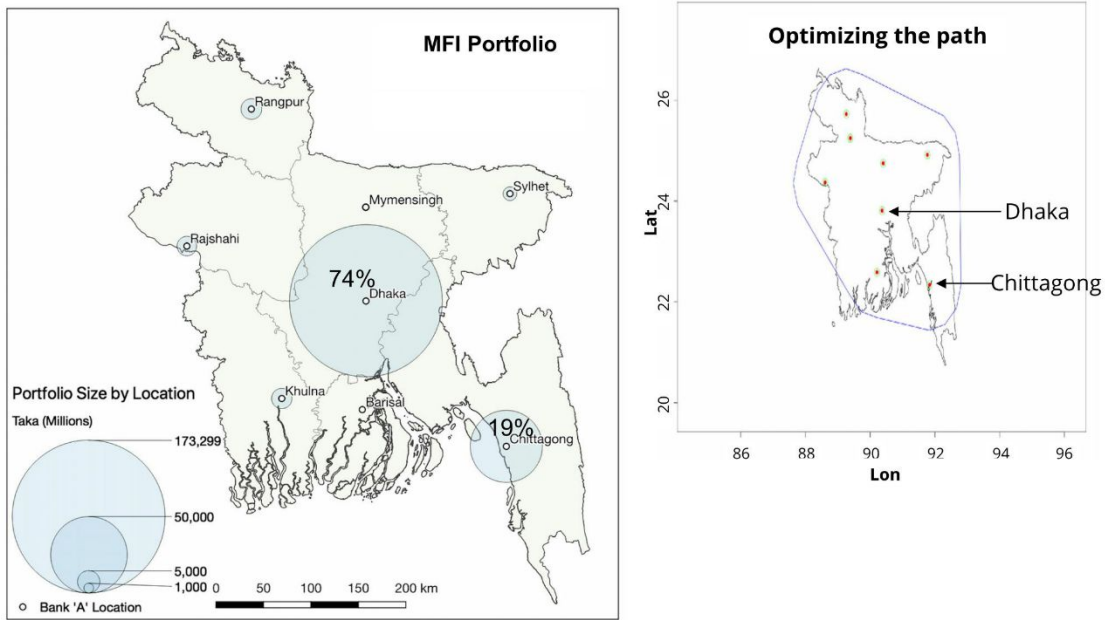 MFI Portfolio
Rangpur
Sylhet
Mymensingh
Rajshahi
74%
Dhaka
Khulna
Barisal
19%
Chittagong
Portfolio Size by Location
Taka (Millions)
173,299
50,000
5,000
1,000
Bank 'A' Location
0 50 100 150 200 km
Optimizing the path
26
24
22
20
Lat
Dhaka
Chittagong
86 88 90 92 94 96
Lon